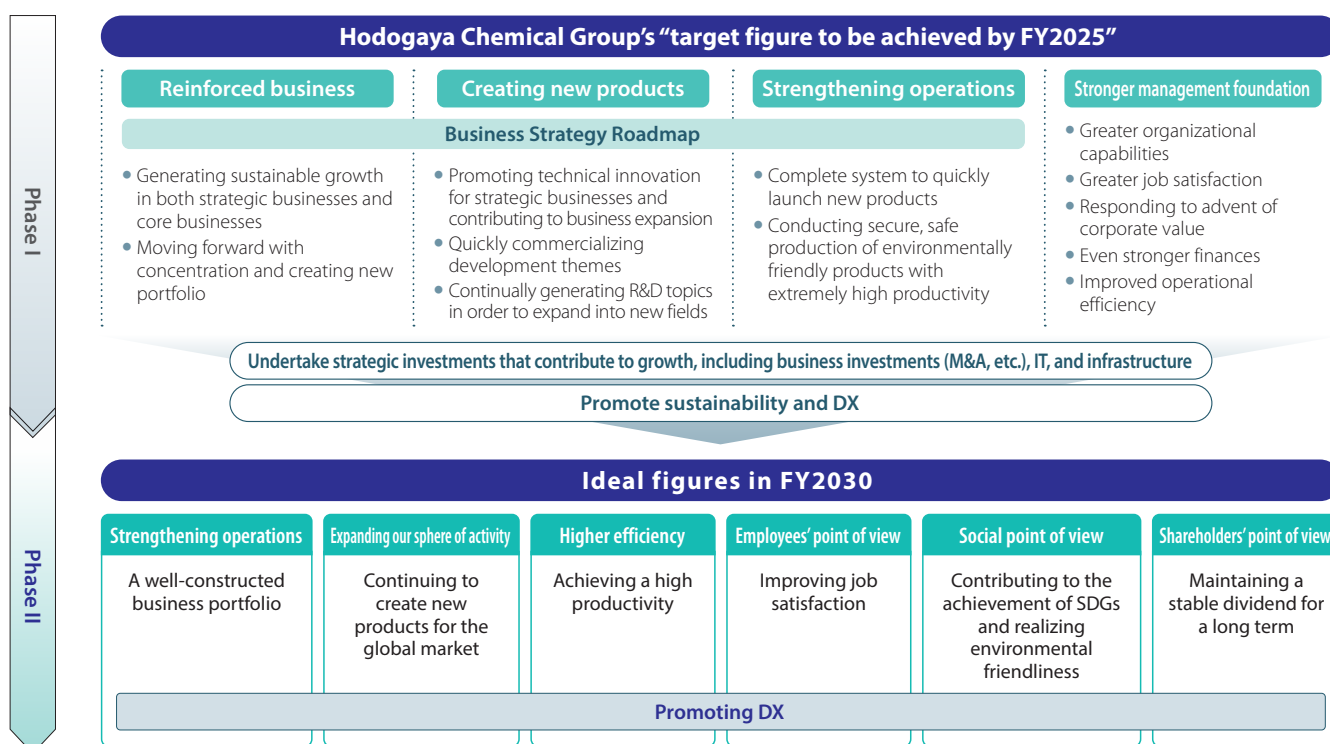 Hodogaya Chemical Group's “target figure to be achieved by FY2025”
Phase I
Reinforced business
Creating new products
Strengthening operations
Stronger management foundation
Business Strategy Roadmap
• Generating sustainable growth
in both strategic businesses and
core businesses
• Moving forward with
concentration and creating new
portfolio
• Promoting technical innovation
for strategic businesses and
contributing to business expansion
• Quickly commercializing
development themes
• Continually generating R&D topics
in order to expand into new fields
• Complete system to quickly
launch new products
• Conducting secure, safe
production of environmentally
friendly products with
extremely high productivity
• Greater organizational
capabilities
• Greater job satisfaction
• Responding to advent of
corporate value
• Even stronger finances
• Improved operational
efficiency
Undertake strategic investments that contribute to growth, including business investments (M&A, etc.), IT, and infrastructure
Promote sustainability and DX
Phase II
Ideal figures in FY2030
Strengthening operations
A well-constructed
business portfolio
Expanding our sphere of activity
Continuing to
create new
products for the
global market
Higher efficiency
Achieving a high
productivity
Employees' point of view
Improving job
satisfaction
Social point of view
Contributing to the
achievement of SDGs
and realizing
environmental
friendliness
Shareholders' point of view
Maintaining a
stable dividend for
a long term
Promoting DX